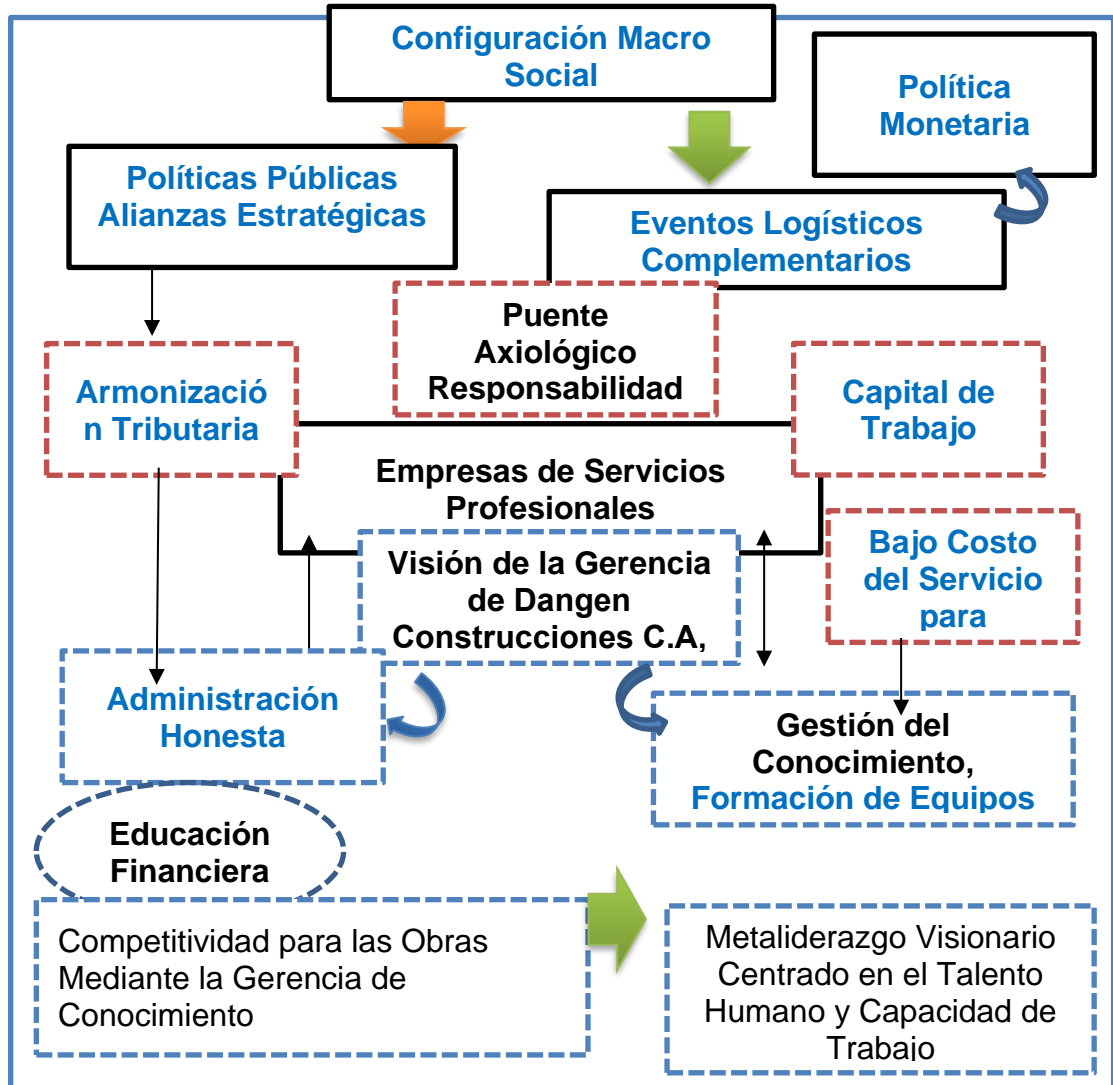 Configuración Macro
Social
Política
Monetaria
Políticas Públicas
Alianzas Estratégicas
Eventos Logísticos
Complementarios
Puente
Axiológico
Responsabilidad
Armonizació
n Tributaria
Capital de
Trabajo
Empresas de Servicios
Profesionales
Bajo Costo
del Servicio
para
Visión de la Gerencia
de Dangen
Construcciones C.A,
Administración
Honesta
Gestión del
Conocimiento,
Formación de Equipos
Educación
Financiera
Competitividad para las Obras
Mediante la Gerencia de
Conocimiento
Metaliderazgo Visionario
Centrado en el Talento
Humano y Capacidad de
Trabajo